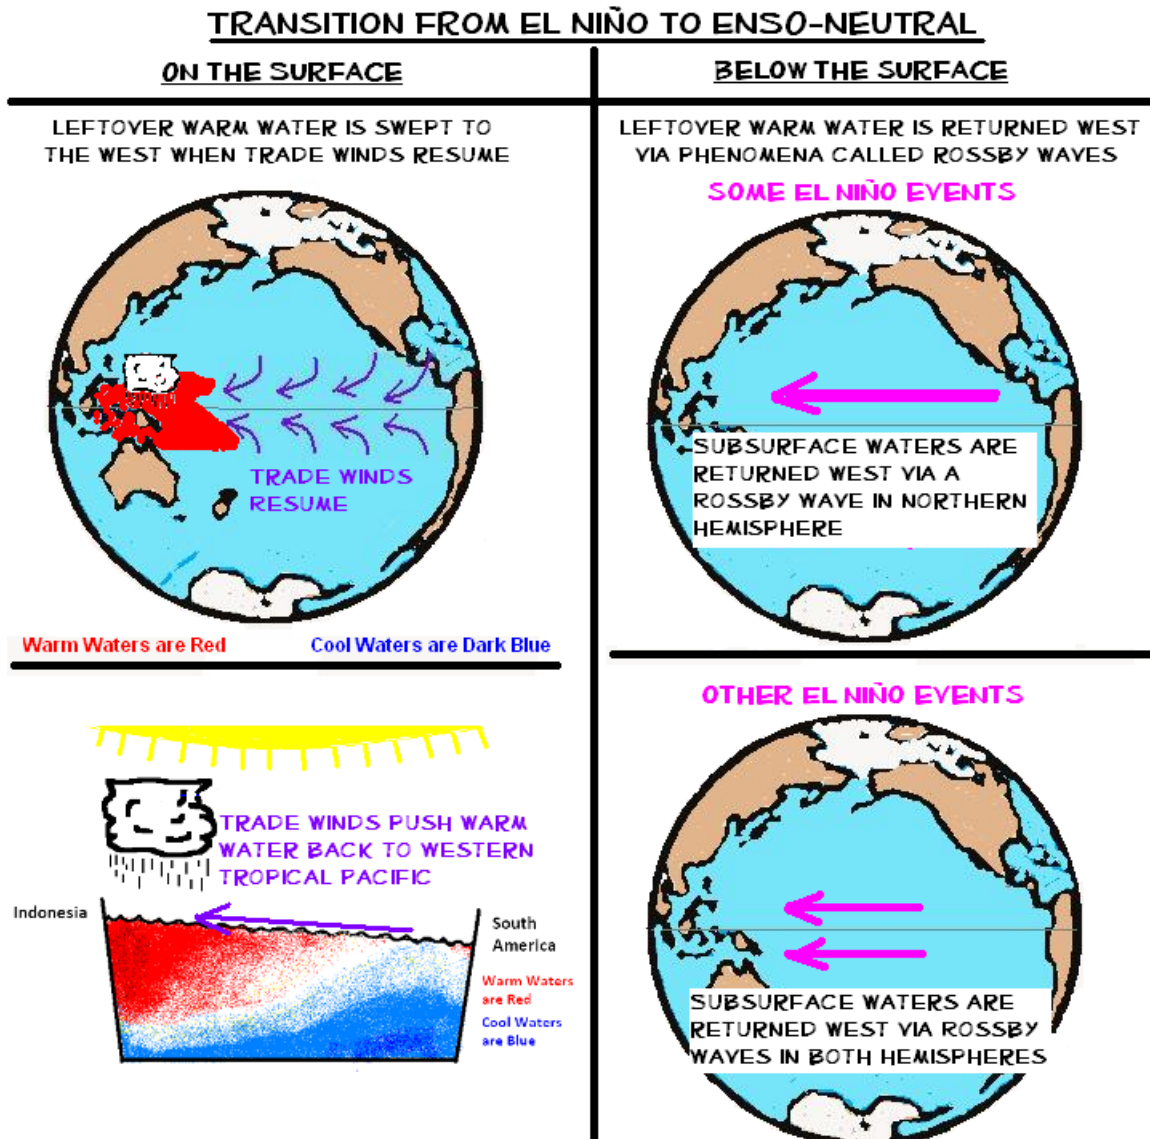 TRANSITION FROM EL NIÑO TO ENSO-NEUTRAL
ON THE SURFACE
LEFTOVER WARM WATER IS SWEPT TO
THE WEST WHEN TRADE WINDS RESUME
TRADE WINDS
RESUME
Warm Waters are Red
Cool Waters are Dark Blue
TRADE WINDS PUSH WARM
WATER BACK TO WESTERN
TROPICAL PACIFIC
Indonesia
South
America
Warm Waters
are Red
Cool Waters
are Blue
BELOW THE SURFACE
LEFTOVER WARM WATER IS RETURNED WEST
VIA PHENOMENA CALLED ROSSBY WAVES
SOME EL NIÑO EVENTS
SUBSURFACE WATERS ARE
RETURNED WEST VIA A
ROSSBY WAVE IN NORTHERN
HEMISPHERE
OTHER EL NIÑO EVENTS
SUBSURFACE WATERS ARE
RETURNED WEST VIA ROSSBY
WAVES IN BOTH HEMISPHERES